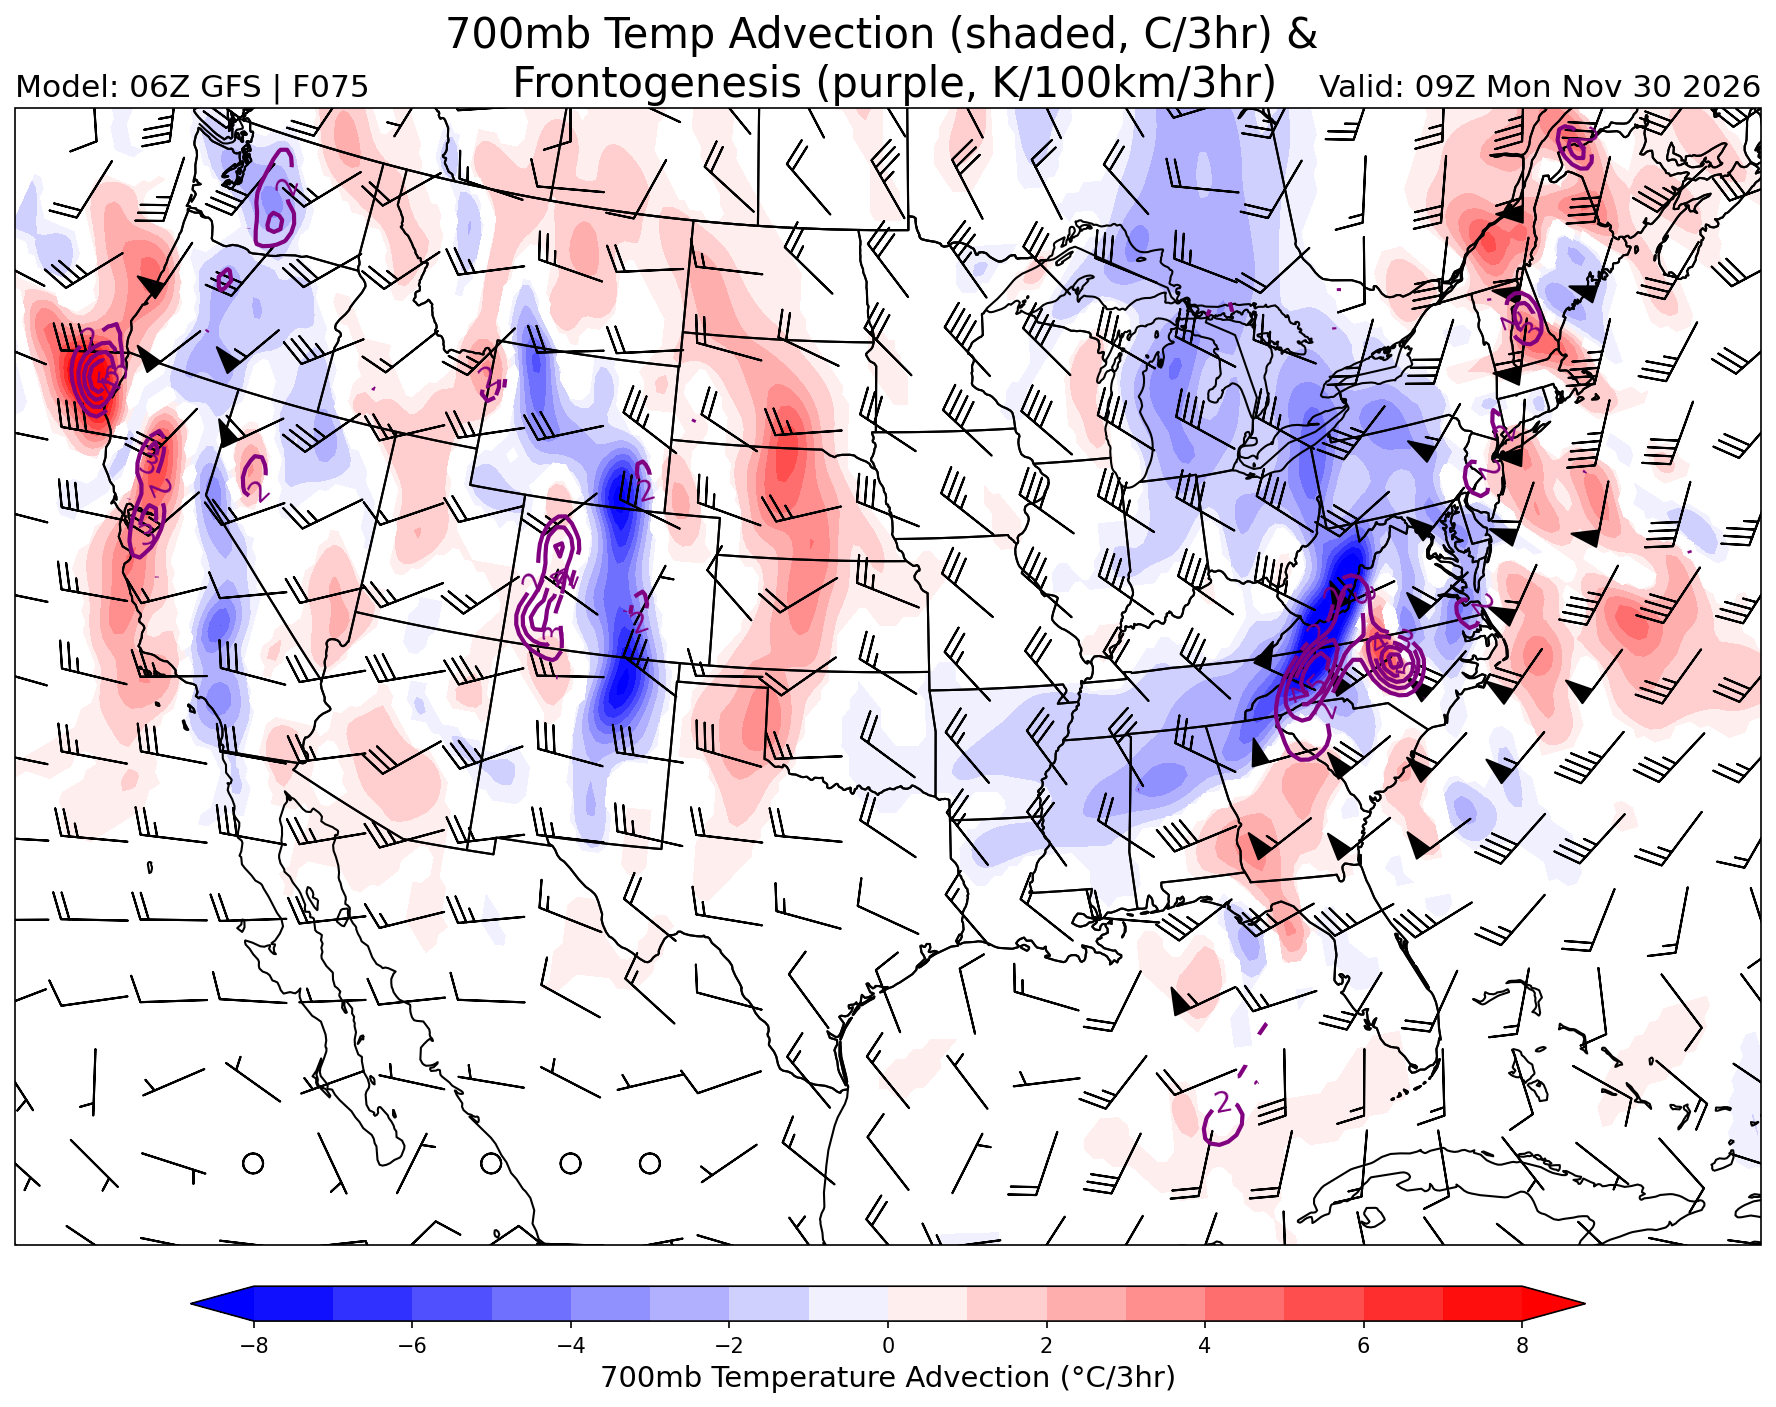 700mb Temp Advection (shaded, C/3hr) &
Frontogenesis (purple, K/100km/3hr)
Model: 06Z GFS | F075
Valid: 09Z Mon Nov 30 2026
−8 −6 −4 −2 0 2 4 6 8
700mb Temperature Advection (°C/3hr)